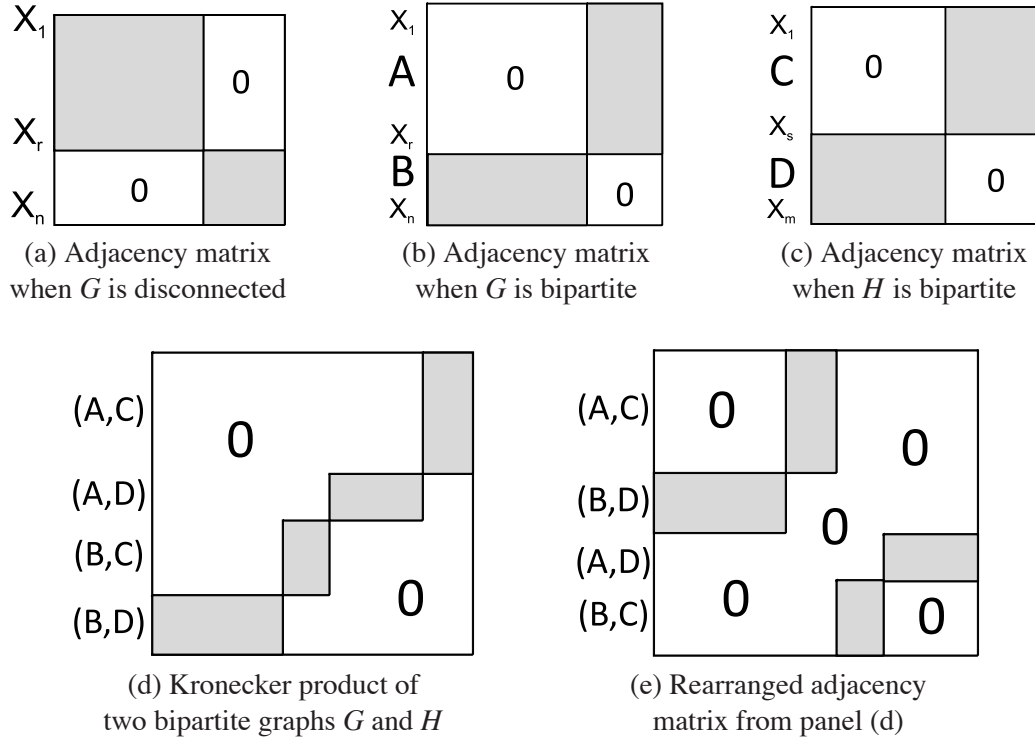 X1
0
Xr
0
Xn
(a) Adjacency matrix
when G is disconnected
X1
A
0
Xr
B
0
Xn
(b) Adjacency matrix
when G is bipartite
X1
C
0
Xs
D
0
Xm
(c) Adjacency matrix
when H is bipartite
(A,C)
0
(A,D)
(B,C)
0
(B,D)
(d) Kronecker product of
two bipartite graphs G and H
(A,C)
0
0
(B,D)
0
(A,D)
(B,C)
0
0
(e) Rearranged adjacency
matrix from panel (d)